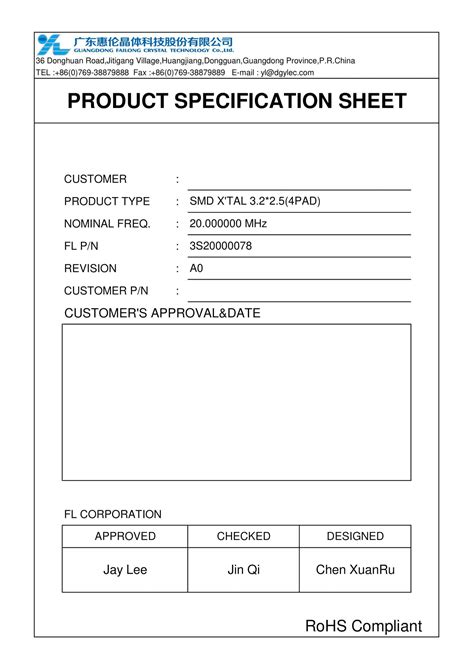 广东惠伦晶体科技股份有限公司
GUANGDONG FAILONG CRYSTAL TECHNOLOGY Co.,Ltd.
36 Donghuan Road,Jitigang Village,Huangjiang,Dongguan,Guangdong Province,P.R.China
TEL :+86(0)769-38879888 Fax :+86(0)769-38879889 E-mail : yl@dgylec.com
PRODUCT SPECIFICATION SHEET
CUSTOMER :
PRODUCT TYPE : SMD X'TAL 3.2*2.5(4PAD)
NOMINAL FREQ. : 20.000000 MHz
FL P/N : 3S20000078
REVISION : A0
CUSTOMER P/N :
CUSTOMER'S APPROVAL&DATE
FL CORPORATION
APPROVED CHECKED DESIGNED
Jay Lee Jin Qi Chen XuanRu
RoHS Compliant